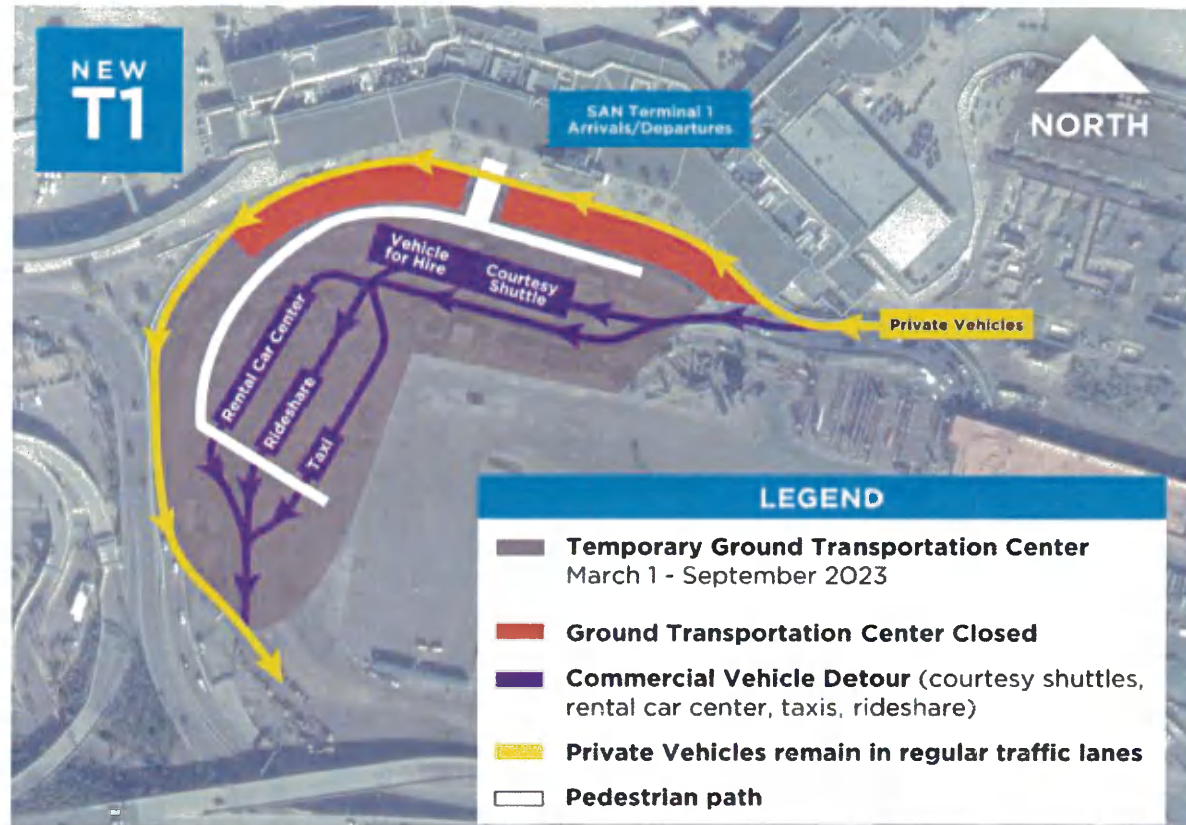 NEW
T1
SAN Terminal 1
Arrivals/Departures
NORTH
Vehicle
for Hire
Courtesy
Shuttle
Private Vehicles
Rental Car Center
Rideshare
Taxi
LEGEND
Temporary Ground Transportation Center
March 1 - September 2023
Ground Transportation Center Closed
Commercial Vehicle Detour (courtesy shuttles,
rental car center, taxis, rideshare)
Private Vehicles remain in regular traffic lanes
Pedestrian path